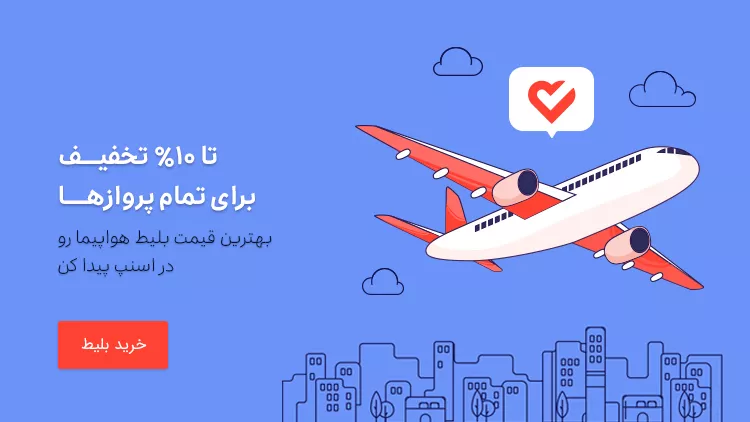 تا ۱۰% تخفیـــف
برای تمام پروازهـــا
بهترین قیمت بلیط هواپیما رو
در اسنپ پیدا کن
خرید بلیط